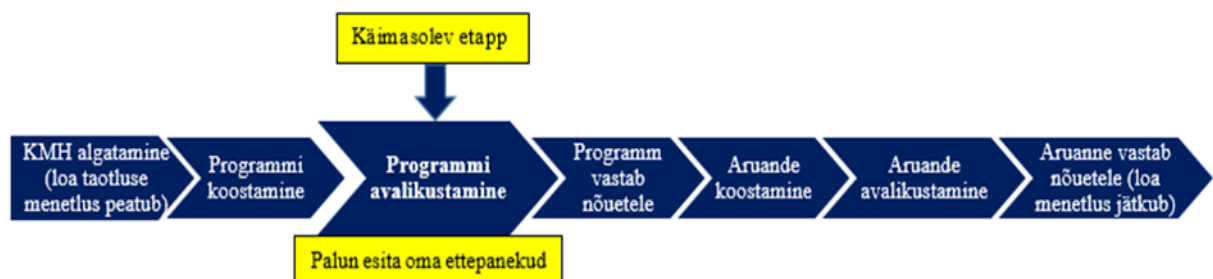 Käimasolev etapp
KMH algatamine
(loa taotluse
menetlus peatub)
Programmi
koostamine
Programmi
avalikustamine
Programm
vastab
nõuetele
Aruande
koostamine
Aruande
avalikustamine
Aruanne vastab
nõuetele (loa
menetlus jätkub)
Palun esita oma ettepanekud